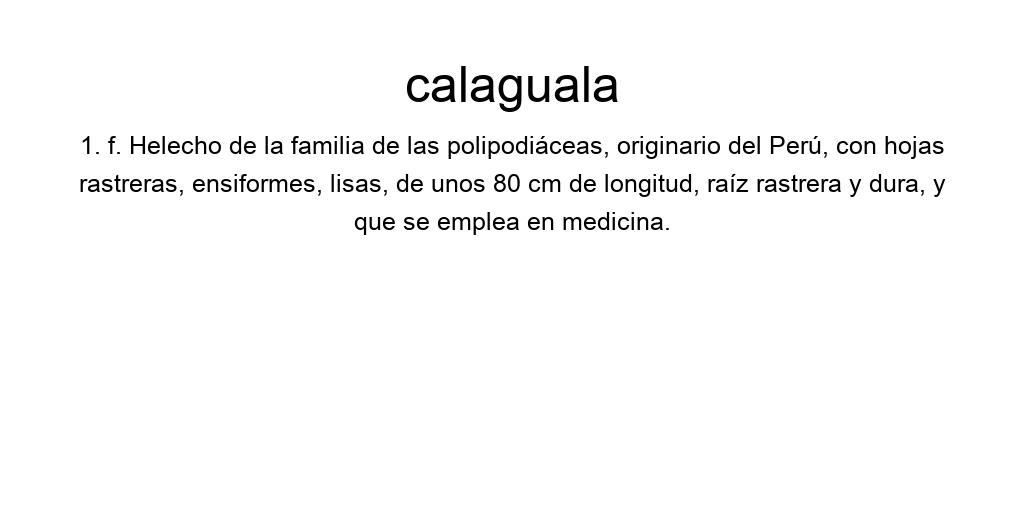 calaguala
1. f. Helecho de la familia de las polipodiáceas, originario del Perú, con hojas
rastreras, ensiformes, lisas, de unos 80 cm de longitud, raíz rastrera y dura, y
que se emplea en medicina.